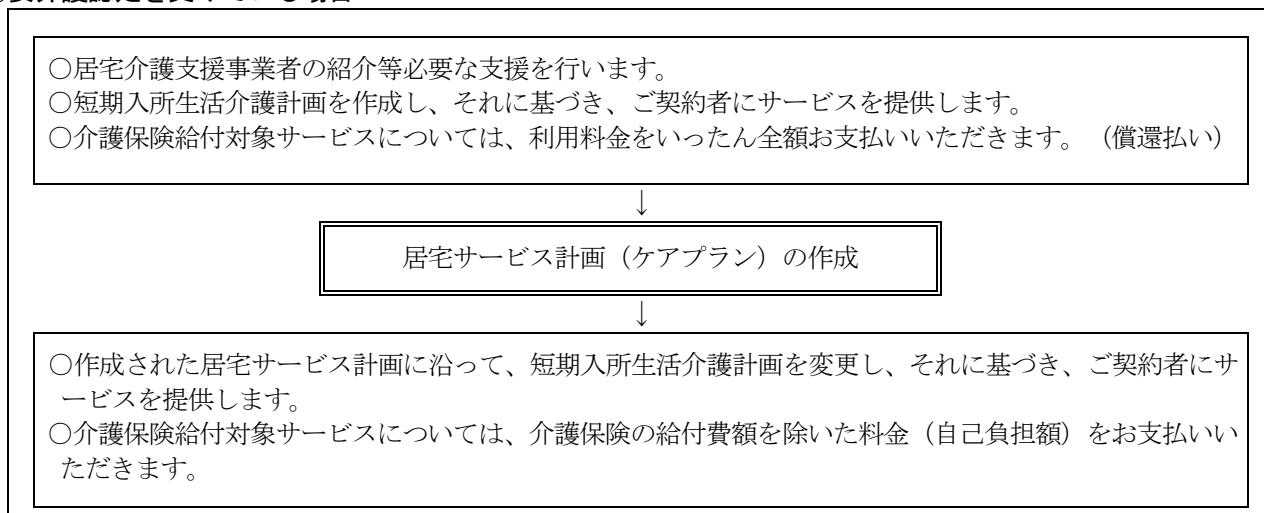 ○居宅介護支援事業者の紹介等必要な支援を行います。
○短期入所生活介護計画を作成し、それに基づき、ご契約者にサービスを提供します。
○介護保険給付対象サービスについては、利用料金をいったん全額お支払いいただきます。（償還払い）
↓
居宅サービス計画（ケアプラン）の作成
↓
○作成された居宅サービス計画に沿って、短期入所生活介護計画を変更し、それに基づき、ご契約者にサ
ービスを提供します。
○介護保険給付対象サービスについては、介護保険の給付費額を除いた料金（自己負担額）をお支払いい
ただきます。